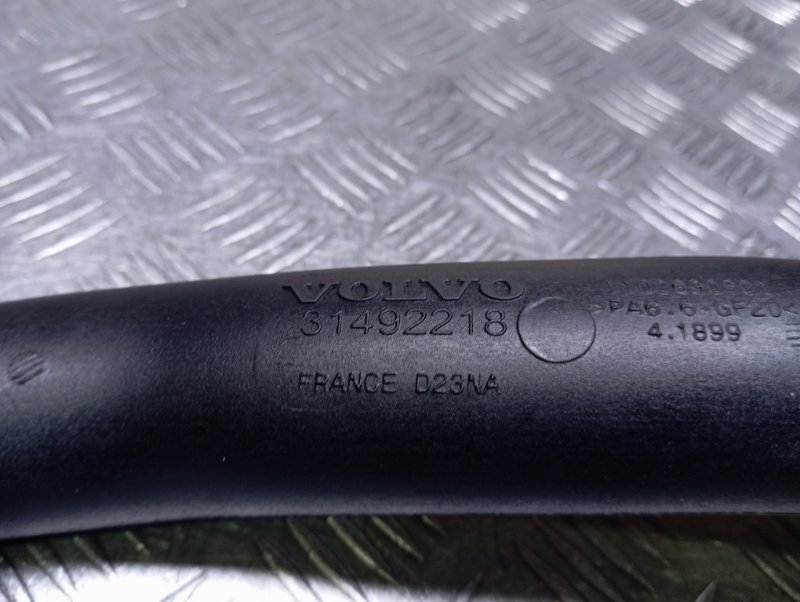 VOLVO
31492218
FRANCE D23NA
>PA6.6-GF20<
4.1899